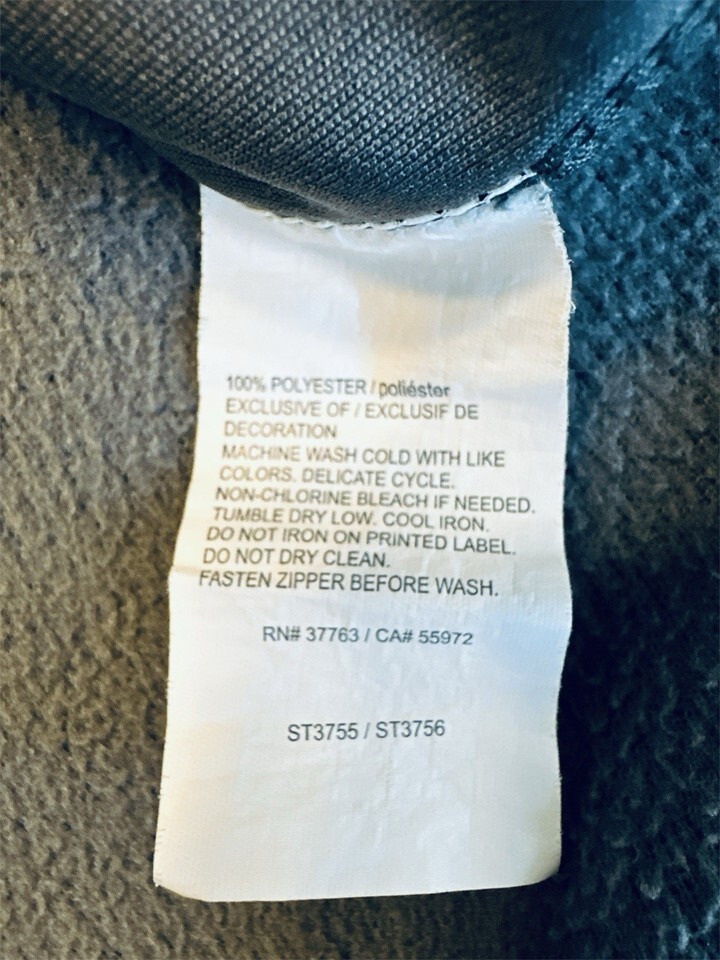 100% POLYESTER / poliéster
EXCLUSIVE OF / EXCLUSIF DE
DECORATION
MACHINE WASH COLD WITH LIKE
COLORS. DELICATE CYCLE.
NON-CHLORINE BLEACH IF NEEDED.
TUMBLE DRY LOW. COOL IRON.
DO NOT IRON ON PRINTED LABEL.
DO NOT DRY CLEAN.
FASTEN ZIPPER BEFORE WASH.
RN# 37763 / CA# 55972
ST3755 / ST3756